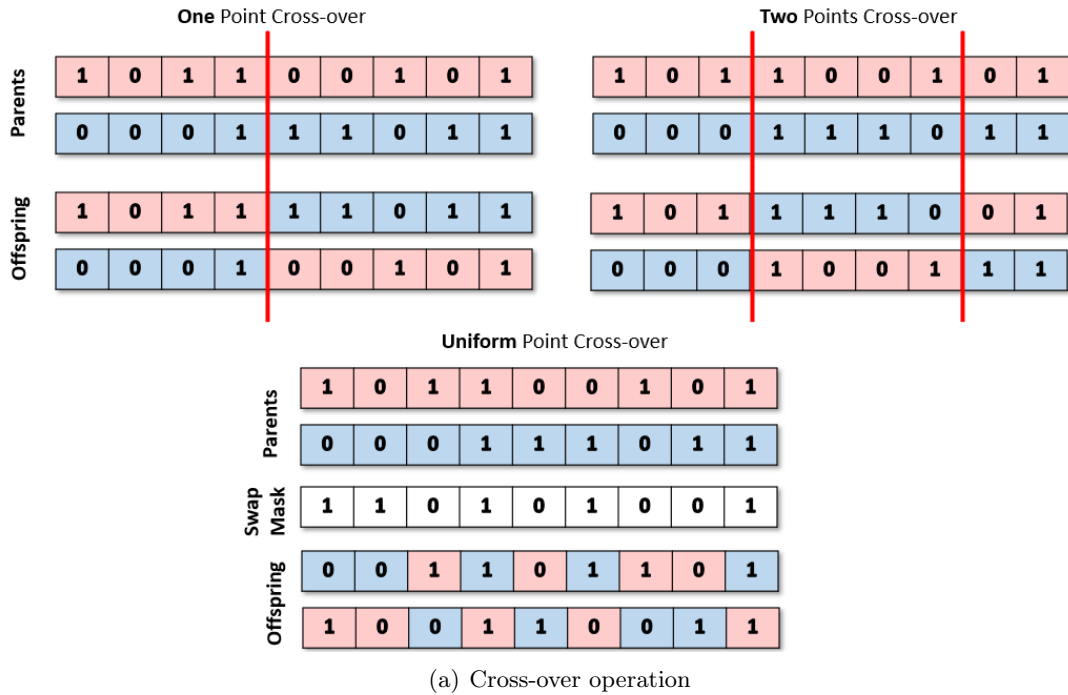 One Point Cross-over
Parents
1 0 1 1 0 0 1 0 1
0 0 0 1 1 1 0 1 1
Offspring
1 0 1 1 1 1 0 1 1
0 0 0 1 0 0 1 0 1
Two Points Cross-over
1 0 1 1 0 0 1 0 1
0 0 0 1 1 1 0 1 1
1 0 1 1 1 1 0 0 1
0 0 0 1 0 0 1 1 1
Uniform Point Cross-over
Parents
1 0 1 1 0 0 1 0 1
0 0 0 1 1 1 0 1 1
Swap
Mask
1 1 0 1 0 1 0 0 1
Offspring
0 0 1 1 0 1 1 0 1
1 0 0 1 1 0 0 1 1
(a) Cross-over operation